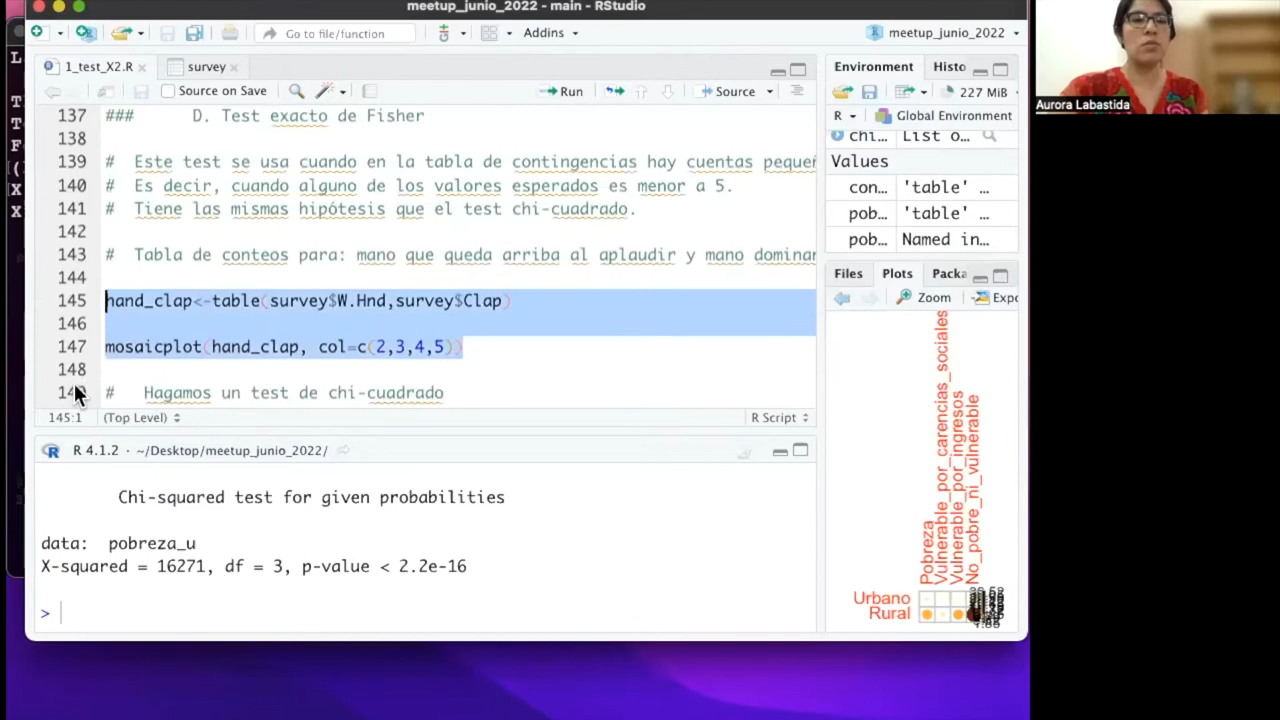 meetup_junio_2022 - main - RStudio
Go to file/function
Addins
meetup_junio_2022
1_test_X2.R
survey
Source on Save
Run
Source
137 ### D. Test exacto de Fisher
138
139 # Este test se usa cuando en la tabla de contingencias hay cuentas pequeñ
140 # Es decir, cuando alguno de los valores esperados es menor a 5.
141 # Tiene las mismas hipótesis que el test chi-cuadrado.
142
143 # Tabla de conteos para: mano que queda arriba al aplaudir y mano dominan
144
145 hand_clap<-table(survey$W.Hnd,survey$Clap)
146
147 mosaicplot(hand_clap, col=c(2,3,4,5))
148
# Hagamos un test de chi-cuadrado
145:1
(Top Level)
R Script
R 4.1.2 · ~/Desktop/meetup_junio_2022/
Chi-squared test for given probabilities
data: pobreza_u
X-squared = 16271, df = 3, p-value < 2.2e-16
>
Environment
Histo
227 MiB
R
Global Environment
chi… List o…
Values
con… 'table' …
pob… 'table' …
pob… Named in…
Files
Plots
Packa
Zoom
Expo
Pobreza
Vulnerable_por_carencias_sociales
Vulnerable_por_ingresos
No_pobre_ni_vulnerable
Urbano
Rural
Aurora Labastida